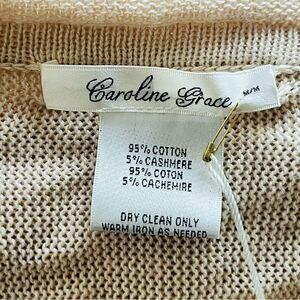 Caroline Grace
M/M
95% COTTON
5% CASHMERE
95% COTON
5% CACHEMIRE
DRY CLEAN ONLY
WARM IRON AS NEEDED